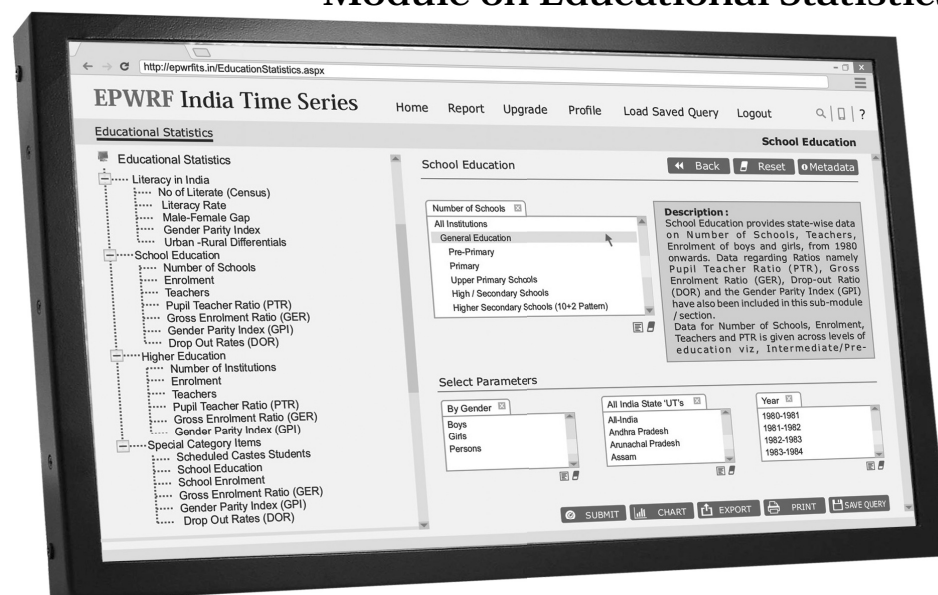 Module on Educational Statistics
http://epwrfits.in/EducationStatistics.aspx
EPWRF India Time Series
Home Report Upgrade Profile Load Saved Query Logout ?
Educational Statistics
School Education
Educational Statistics
Literacy in India
No of Literate (Census)
Literacy Rate
Male-Female Gap
Gender Parity Index
Urban -Rural Differentials
School Education
Number of Schools
Enrolment
Teachers
Pupil Teacher Ratio (PTR)
Gross Enrolment Ratio (GER)
Gender Parity Index (GPI)
Drop Out Rates (DOR)
Higher Education
Number of Institutions
Enrolment
Teachers
Pupil Teacher Ratio (PTR)
Gross Enrolment Ratio (GER)
Gender Parity Index (GPI)
Special Category Items
Scheduled Castes Students
School Education
School Enrolment
Gross Enrolment Ratio (GER)
Gender Parity Index (GPI)
Drop Out Rates (DOR)
School Education
Back Reset Metadata
Number of Schools
All Institutions
General Education
Pre-Primary
Primary
Upper Primary Schools
High / Secondary Schools
Higher Secondary Schools (10+2 Pattem)
Description :
School Education provides state-wise data
on Number of Schools, Teachers,
Enrolment of boys and girls, from 1980
onwards. Data regarding Ratios namely
Pupil Teacher Ratio (PTR), Gross
Enrolment Ratio (GER), Drop-out Ratio
(DOR) and the Gender Parity Index (GPI)
have also been included in this sub-module
/ section.
Data for Number of Schools, Enrolment,
Teachers and PTR is given across levels of
education viz, Intermediate/Pre-
Select Parameters
By Gender
Boys
Girls
Persons
All India State 'UT's
All-India
Andhra Pradesh
Arunachal Pradesh
Assam
Year
1980-1981
1981-1982
1982-1983
1983-1984
SUBMIT CHART EXPORT PRINT SAVE QUERY